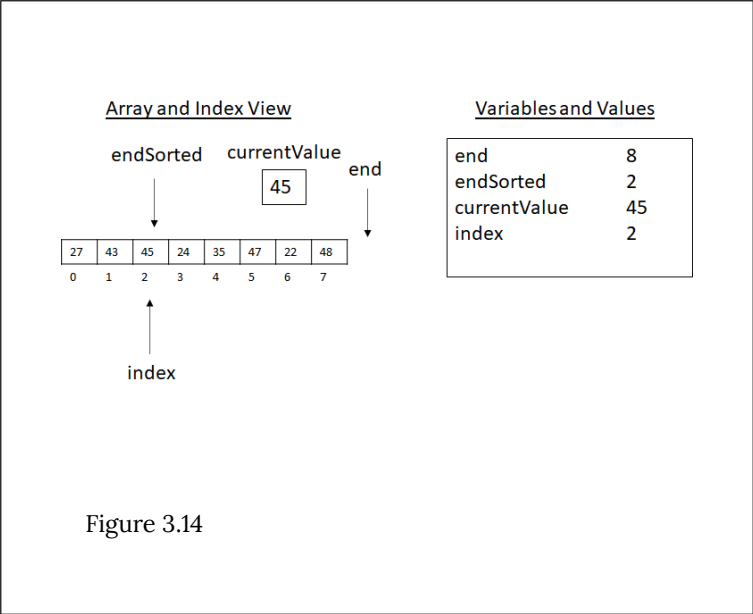 Array and Index View
endSorted
currentValue
end
45
27 43 45 24 35 47 22 48
0 1 2 3 4 5 6 7
index
Variables and Values
end 8
endSorted 2
currentValue 45
index 2
Figure 3.14